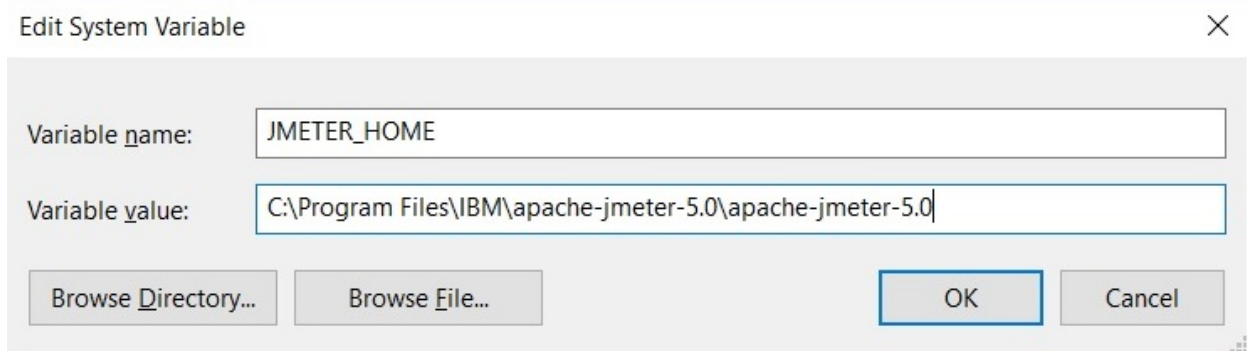 Edit System Variable
Variable name: JMETER_HOME
Variable value: C:\Program Files\IBM\apache-jmeter-5.0\apache-jmeter-5.0
Browse Directory... Browse File... OK Cancel